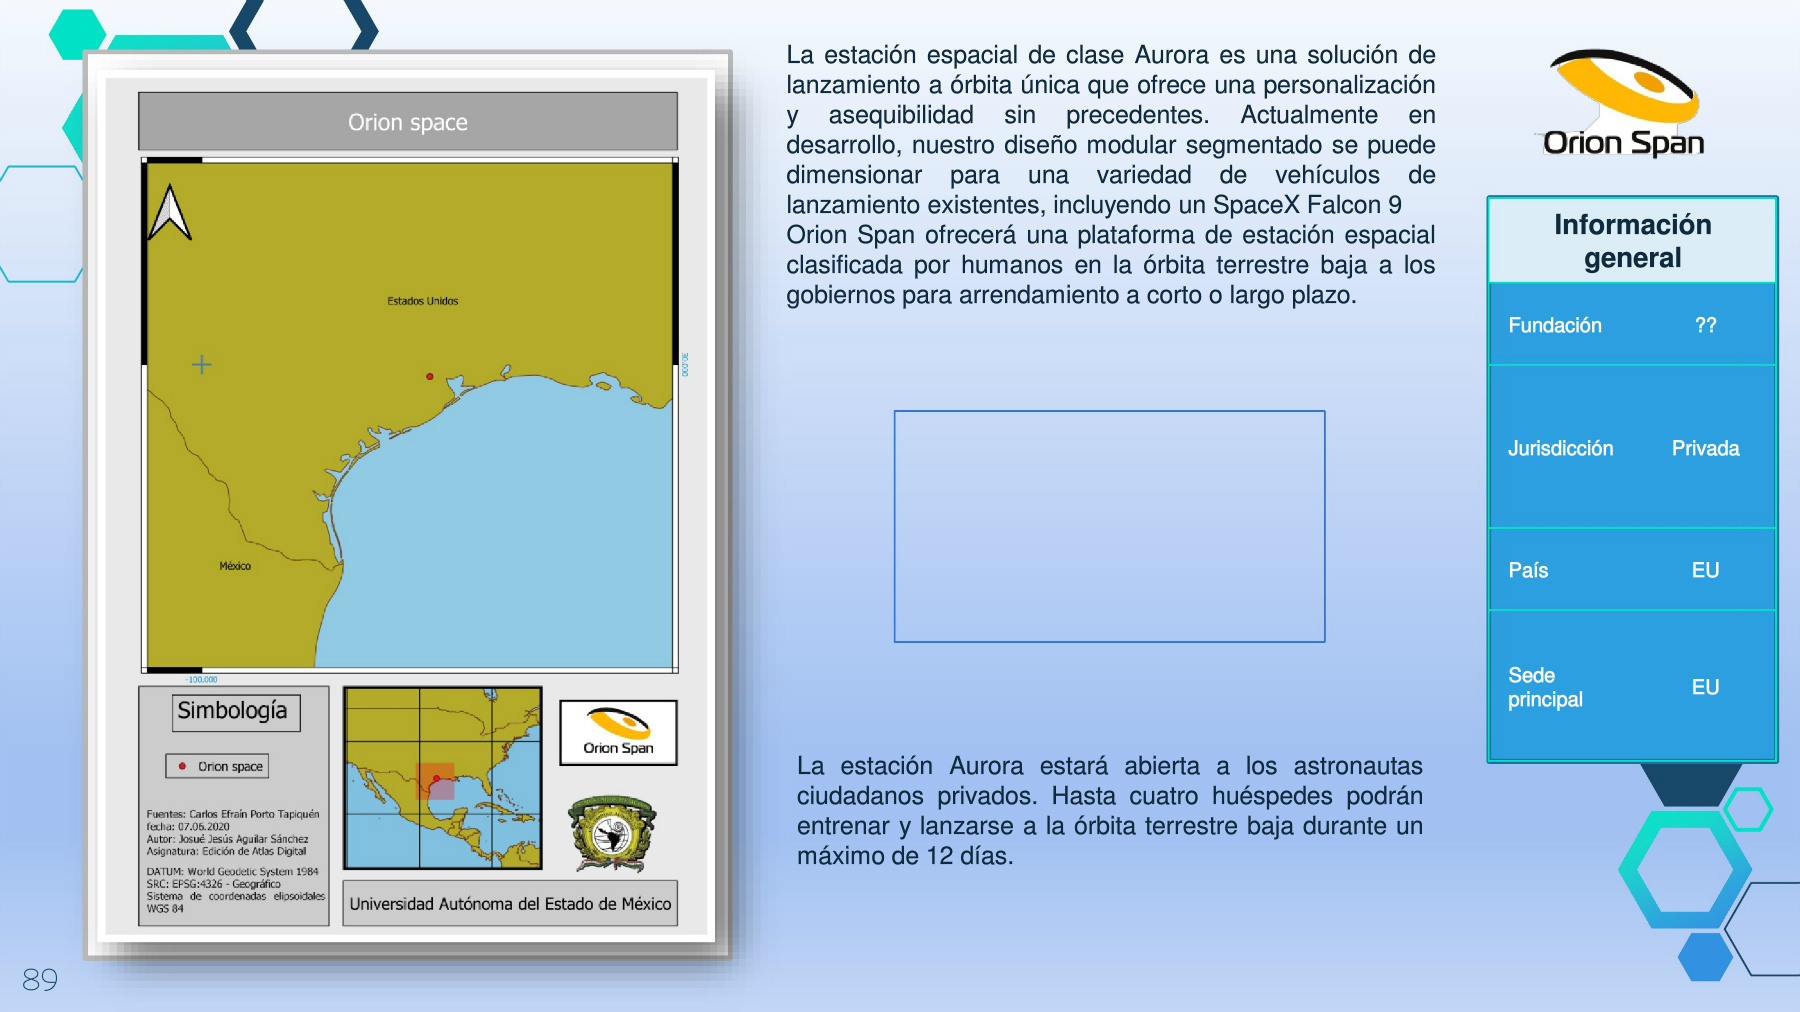 Orion space
Estados Unidos
30.000
México
-100.000
Simbología
Orion space
Fuentes: Carlos Efraín Porto Tapiquén
fecha: 07.06.2020
Autor: Josué Jesús Aguilar Sánchez
Asignatura: Edición de Atlas Digital
DATUM: World Geodetic System 1984
SRC: EPSG:4326 - Geográfico
Sistema de coordenadas elipsoidales
WGS 84
Orion Span
Universidad Autónoma del Estado de México
La estación espacial de clase Aurora es una solución de
lanzamiento a órbita única que ofrece una personalización
y asequibilidad sin precedentes. Actualmente en
desarrollo, nuestro diseño modular segmentado se puede
dimensionar para una variedad de vehículos de
lanzamiento existentes, incluyendo un SpaceX Falcon 9
Orion Span ofrecerá una plataforma de estación espacial
clasificada por humanos en la órbita terrestre baja a los
gobiernos para arrendamiento a corto o largo plazo.
La estación Aurora estará abierta a los astronautas
ciudadanos privados. Hasta cuatro huéspedes podrán
entrenar y lanzarse a la órbita terrestre baja durante un
máximo de 12 días.
Orion Span
Información
general
Fundación ??
Jurisdicción Privada
País EU
Sede
principal EU
89